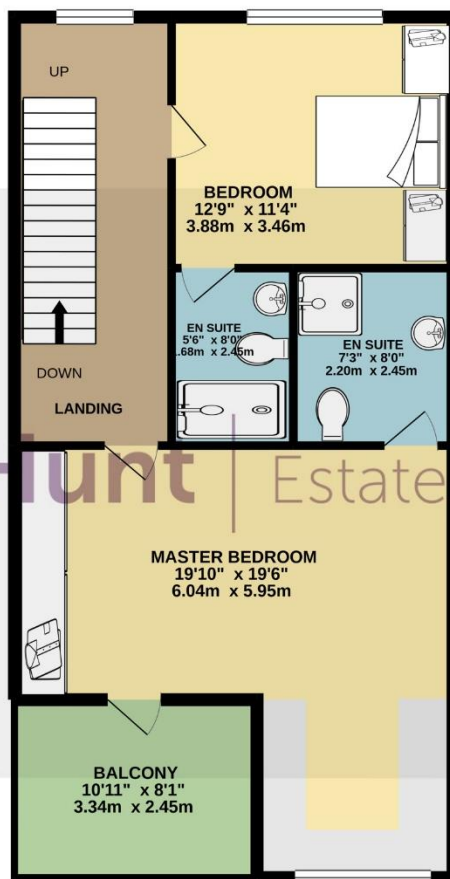 UP
BEDROOM
12'9" x 11'4"
3.88m x 3.46m
EN SUITE
5'6" x 8'0"
.68m x 2.45m
EN SUITE
7'3" x 8'0"
2.20m x 2.45m
DOWN
LANDING
Hunt | Estate
MASTER BEDROOM
19'10" x 19'6"
6.04m x 5.95m
BALCONY
10'11" x 8'1"
3.34m x 2.45m